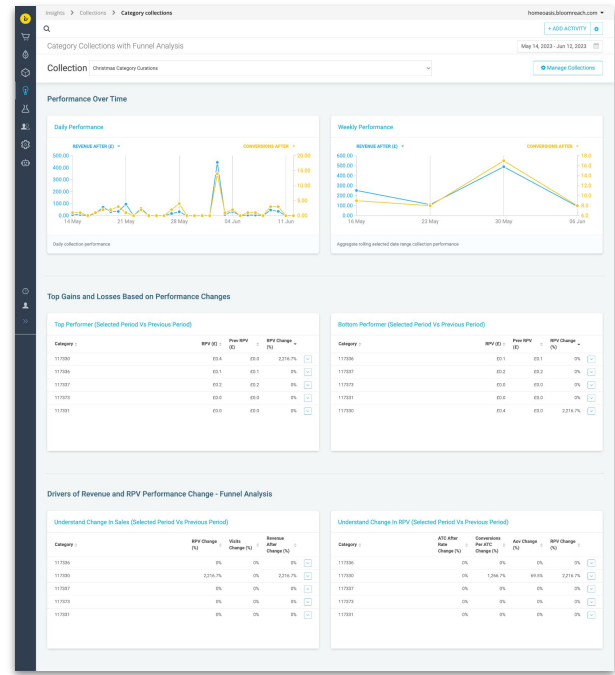 Insights > Collections > Category collections
homeoasis.bloomreach.com
+ ADD ACTIVITY
Category Collections with Funnel Analysis
May 14, 2023 - Jun 12, 2023
Collection Christmas Category Curations
Manage Collections
Performance Over Time
Daily Performance
REVENUE AFTER (£)
CONVERSIONS AFTER
500.00
400.00
300.00
200.00
100.00
0.00
20.00
15.00
10.00
5.00
0.00
14 May 21 May 28 May 04 Jun 11 Jun
Daily collection performance
Weekly Performance
REVENUE AFTER (£)
CONVERSIONS AFTER
600.00
500.00
400.00
300.00
200.00
100.00
0.00
18.0
16.0
14.0
12.0
10.0
8.0
6.0
16 May 23 May 30 May 06 Jun
Aggregate rolling selected date range collection performance
Top Gains and Losses Based on Performance Changes
Top Performer (Selected Period Vs Previous Period)
Category RPV (£) Prev RPV (£) RPV Change (%)
117330 £0.4 £0.0 2,216.7%
117336 £0.1 £0.1 0%
117337 £0.2 £0.2 0%
117373 £0.0 £0.0 0%
117331 £0.0 £0.0 0%
Bottom Performer (Selected Period Vs Previous Period)
Category RPV (£) Prev RPV (£) RPV Change (%)
117336 £0.1 £0.1 0%
117337 £0.2 £0.2 0%
117373 £0.0 £0.0 0%
117331 £0.0 £0.0 0%
117330 £0.4 £0.0 2,216.7%
Drivers of Revenue and RPV Performance Change - Funnel Analysis
Understand Change In Sales (Selected Period Vs Previous Period)
Category RPV Change (%) Visits Change (%) Revenue After Change (%)
117336 0% 0% 0%
117330 2,216.7% 0% 2,216.7%
117337 0% 0% 0%
117373 0% 0% 0%
117331 0% 0% 0%
Understand Change In RPV (Selected Period Vs Previous Period)
Category ATC After Rate Change (%) Conversions Per ATC Change (%) Aov Change (%) RPV Change (%)
117336 0% 0% 0% 0%
117330 0% 1,266.7% 69.5% 2,216.7%
117337 0% 0% 0% 0%
117373 0% 0% 0% 0%
117331 0% 0% 0% 0%